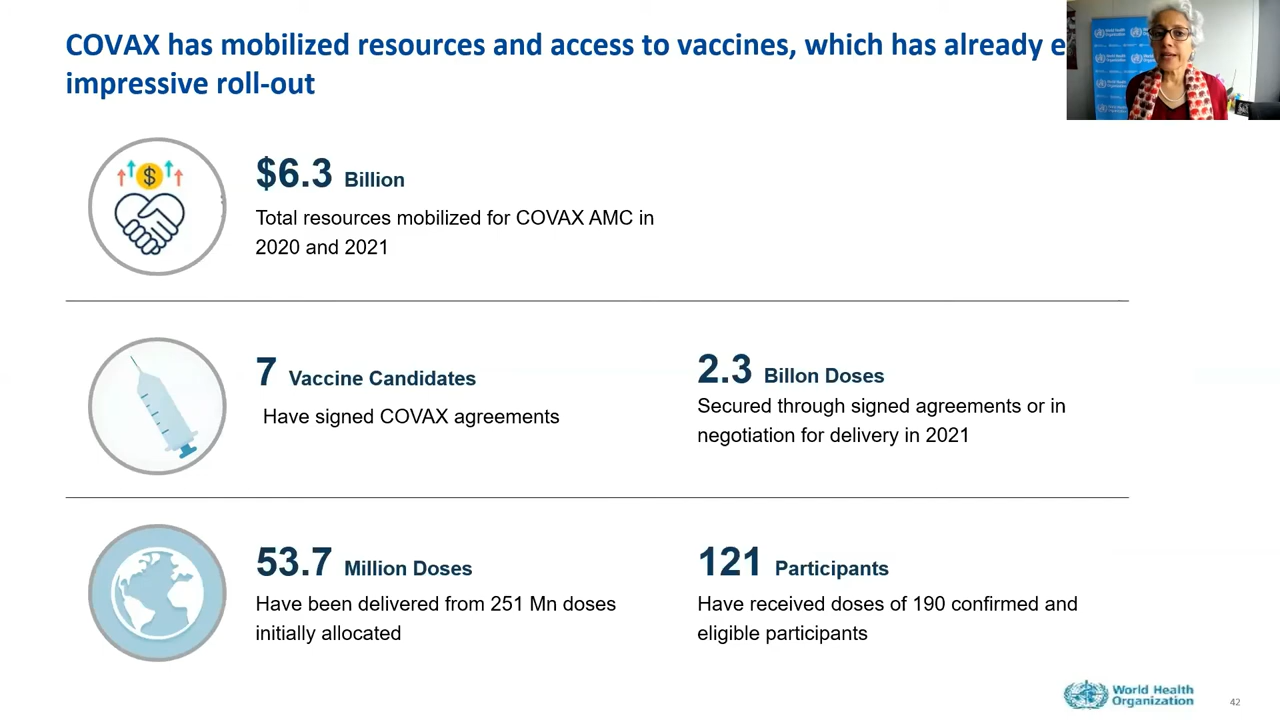 COVAX has mobilized resources and access to vaccines, which has already e
impressive roll-out
$6.3 Billion
Total resources mobilized for COVAX AMC in
2020 and 2021
7 Vaccine Candidates
Have signed COVAX agreements
2.3 Billon Doses
Secured through signed agreements or in
negotiation for delivery in 2021
53.7 Million Doses
Have been delivered from 251 Mn doses
initially allocated
121 Participants
Have received doses of 190 confirmed and
eligible participants
World Health
Organization
42